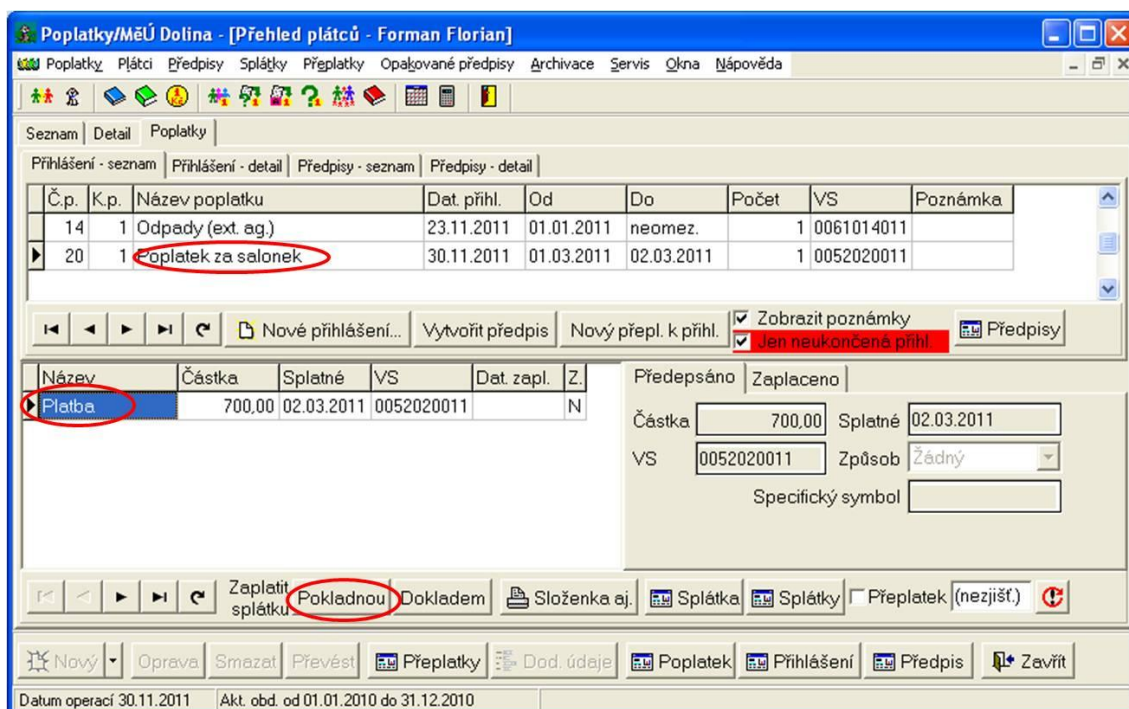 Poplatky/MěÚ Dolina - [Přehled plátců - Forman Florian]
Poplatky Plátci Předpisy Splátky Přeplatky Opakované předpisy Archivace Servis Okna Nápověda
Seznam Detail Poplatky
Přihlášení - seznam Přihlášení - detail Předpisy - seznam Předpisy - detail
Č.p. K.p. Název poplatku Dat. přihl. Od Do Počet VS Poznámka
14 1 Odpady (ext. ag.) 23.11.2011 01.01.2011 neomez. 1 0061014011
20 1 Poplatek za salonek 30.11.2011 01.03.2011 02.03.2011 1 0052020011
Nové přihlášení... Vytvořit předpis Nový přepl. k přihl. Zobrazit poznámky Předpisy
Jen neukončená přihl.
Název Částka Splatné VS Dat. zapl. Z. Předepsáno Zaplaceno
Platba 700,00 02.03.2011 0052020011 N
Částka 700,00 Splatné 02.03.2011
VS 0052020011 Způsob Žádný
Specifický symbol
Zaplatit splátku Pokladnou Dokladem Složenka aj. Splátka Splátky Přeplatek (nezjišť.)
Nový Oprava Smazat Převést Přeplatky Dod. údaje Poplatek Přihlášení Předpis Zavřít
Datum operací 30.11.2011 Akt. obd. od 01.01.2010 do 31.12.2010